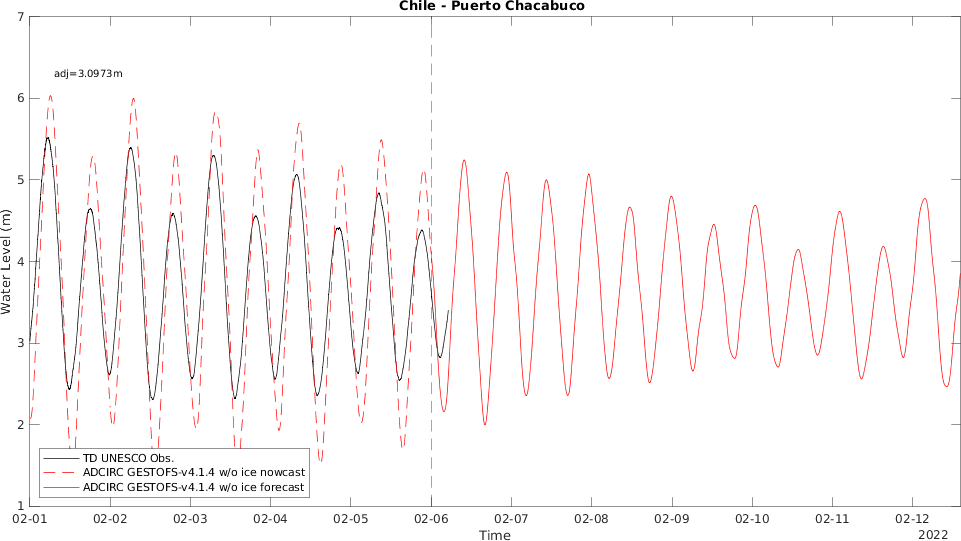 Chile - Puerto Chacabuco
7
adj=3.0973m
6
5
4
3
2
1
Water Level (m)
TD UNESCO Obs.
ADCIRC GESTOFS-v4.1.4 w/o ice nowcast
ADCIRC GESTOFS-v4.1.4 w/o ice forecast
02-01 02-02 02-03 02-04 02-05 02-06 02-07 02-08 02-09 02-10 02-11 02-12
Time
2022